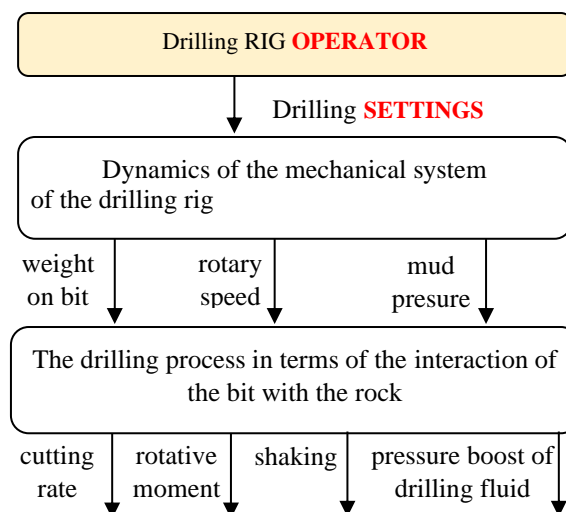 Drilling RIG OPERATOR
Drilling SETTINGS
Dynamics of the mechanical system
of the drilling rig
weight
on bit
rotary
speed
mud
presure
The drilling process in terms of the interaction of
the bit with the rock
cutting
rate
rotative
moment
shaking
pressure boost of
drilling fluid